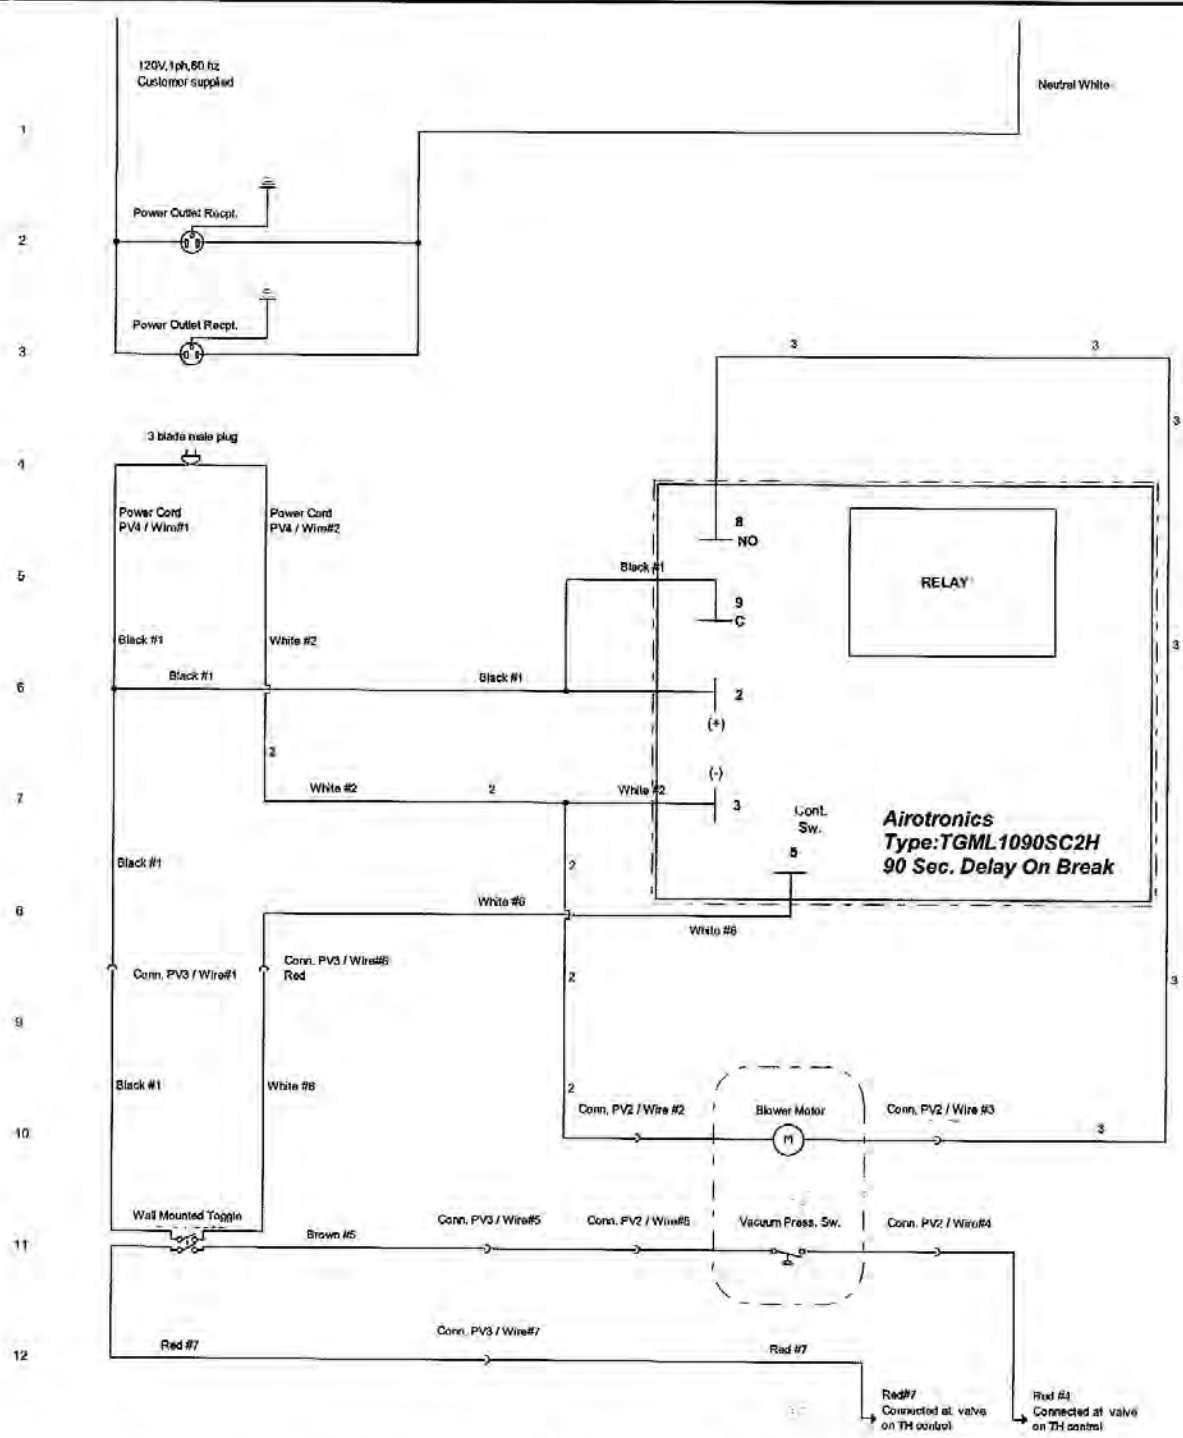 120V,1ph,60 hz
Customer supplied
Neutral White
1
Power Outlet Recpt.
2
Power Outlet Recpt.
3
3
3
3
3 blade male plug
4
Power Cord
PV4 / Wire#1
Power Cord
PV4 / Wire#2
8
NO
Black #1
5
RELAY
9
C
Black #1
White #2
3
Black #1
Black #1
6
2
(+)
2
(-)
White #2
2
White #2
7
3
Cont.
Sw.
5
Airotronics
Type:TGML1090SC2H
90 Sec. Delay On Break
Black #1
2
White #6
8
White #6
Conn. PV3 / Wire#1
Conn. PV3 / Wire#6
Red
2
3
9
Black #1
White #6
2
Conn. PV2 / Wire #2
Blower Motor
Conn. PV2 / Wire #3
10
M
3
Wall Mounted Toggle
Brown #5
Conn. PV3 / Wire#5
Conn. PV2 / Wire#5
Vacuum Press. Sw.
Conn. PV2 / Wire#4
11
Conn. PV3 / Wire#7
12
Red #7
Red #7
Red#7
Connected at valve
on TH control
Red #4
Connected at valve
on TH control